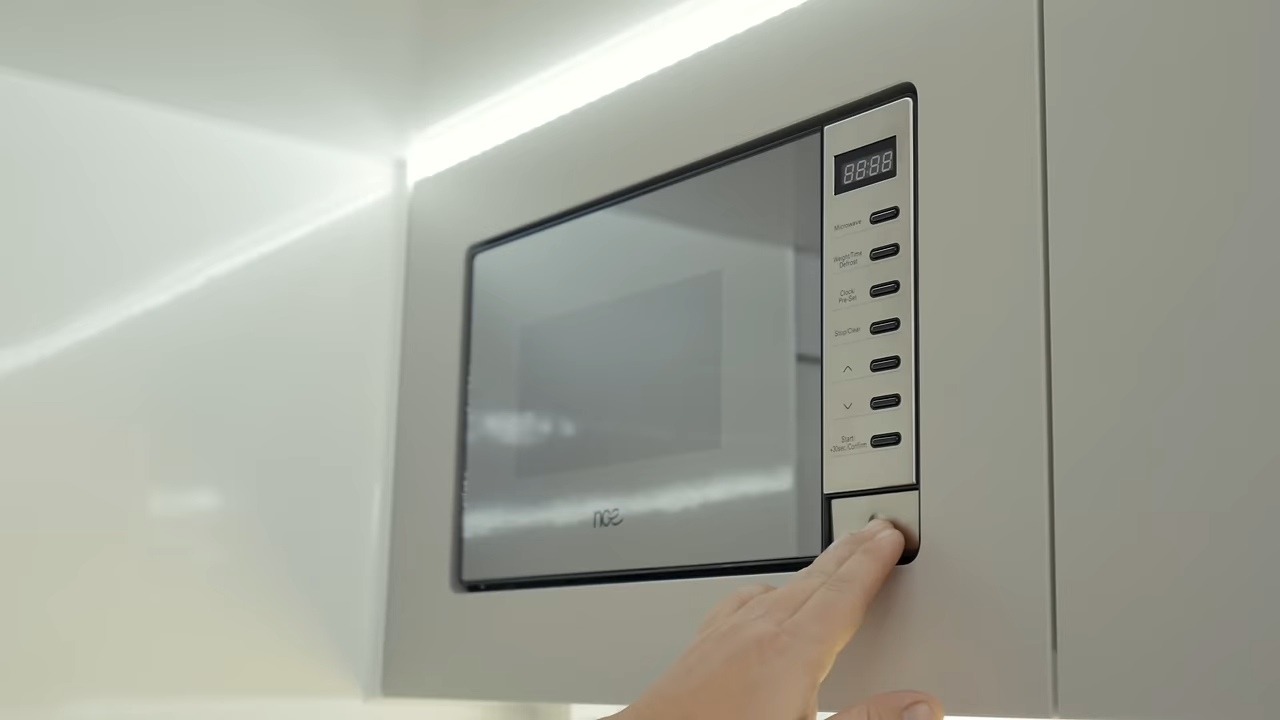 88:88
Microwave
Weight/Time
Defrost
Clock
Pre-Set
Stop/Clear
Start
+30sec/Confirm